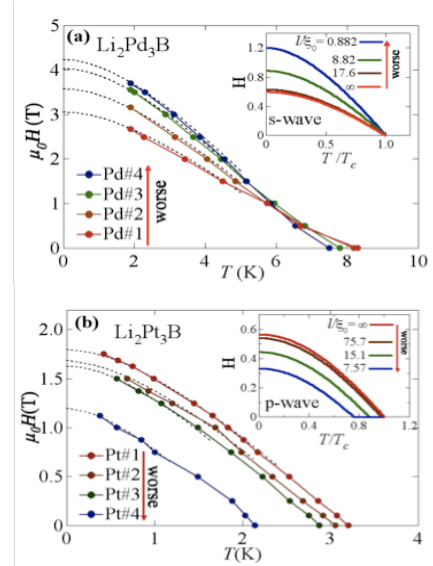 (a) Li₂Pd₃B
μ₀H (T)
5
4
3
2
1
0
0 2 4 6 8 10
T (K)
Pd#4
Pd#3
Pd#2
Pd#1
worse
H
1.2
0.8
0.4
0.0
0.0 0.5 1.0
T /T꜀
l/ξ₀= 0.882
8.82
17.6
∞
worse
s-wave
(b) Li₂Pt₃B
μ₀H(T)
2.0
1.5
1.0
0.5
0
0 1 2 3 4
T(K)
Pt#1
Pt#2
Pt#3
Pt#4
worse
H
0.6
0.4
0.2
0
0 0.4 0.8 1.2
T/T꜀
l/ξ₀= ∞
75.7
15.1
7.57
worse
p-wave